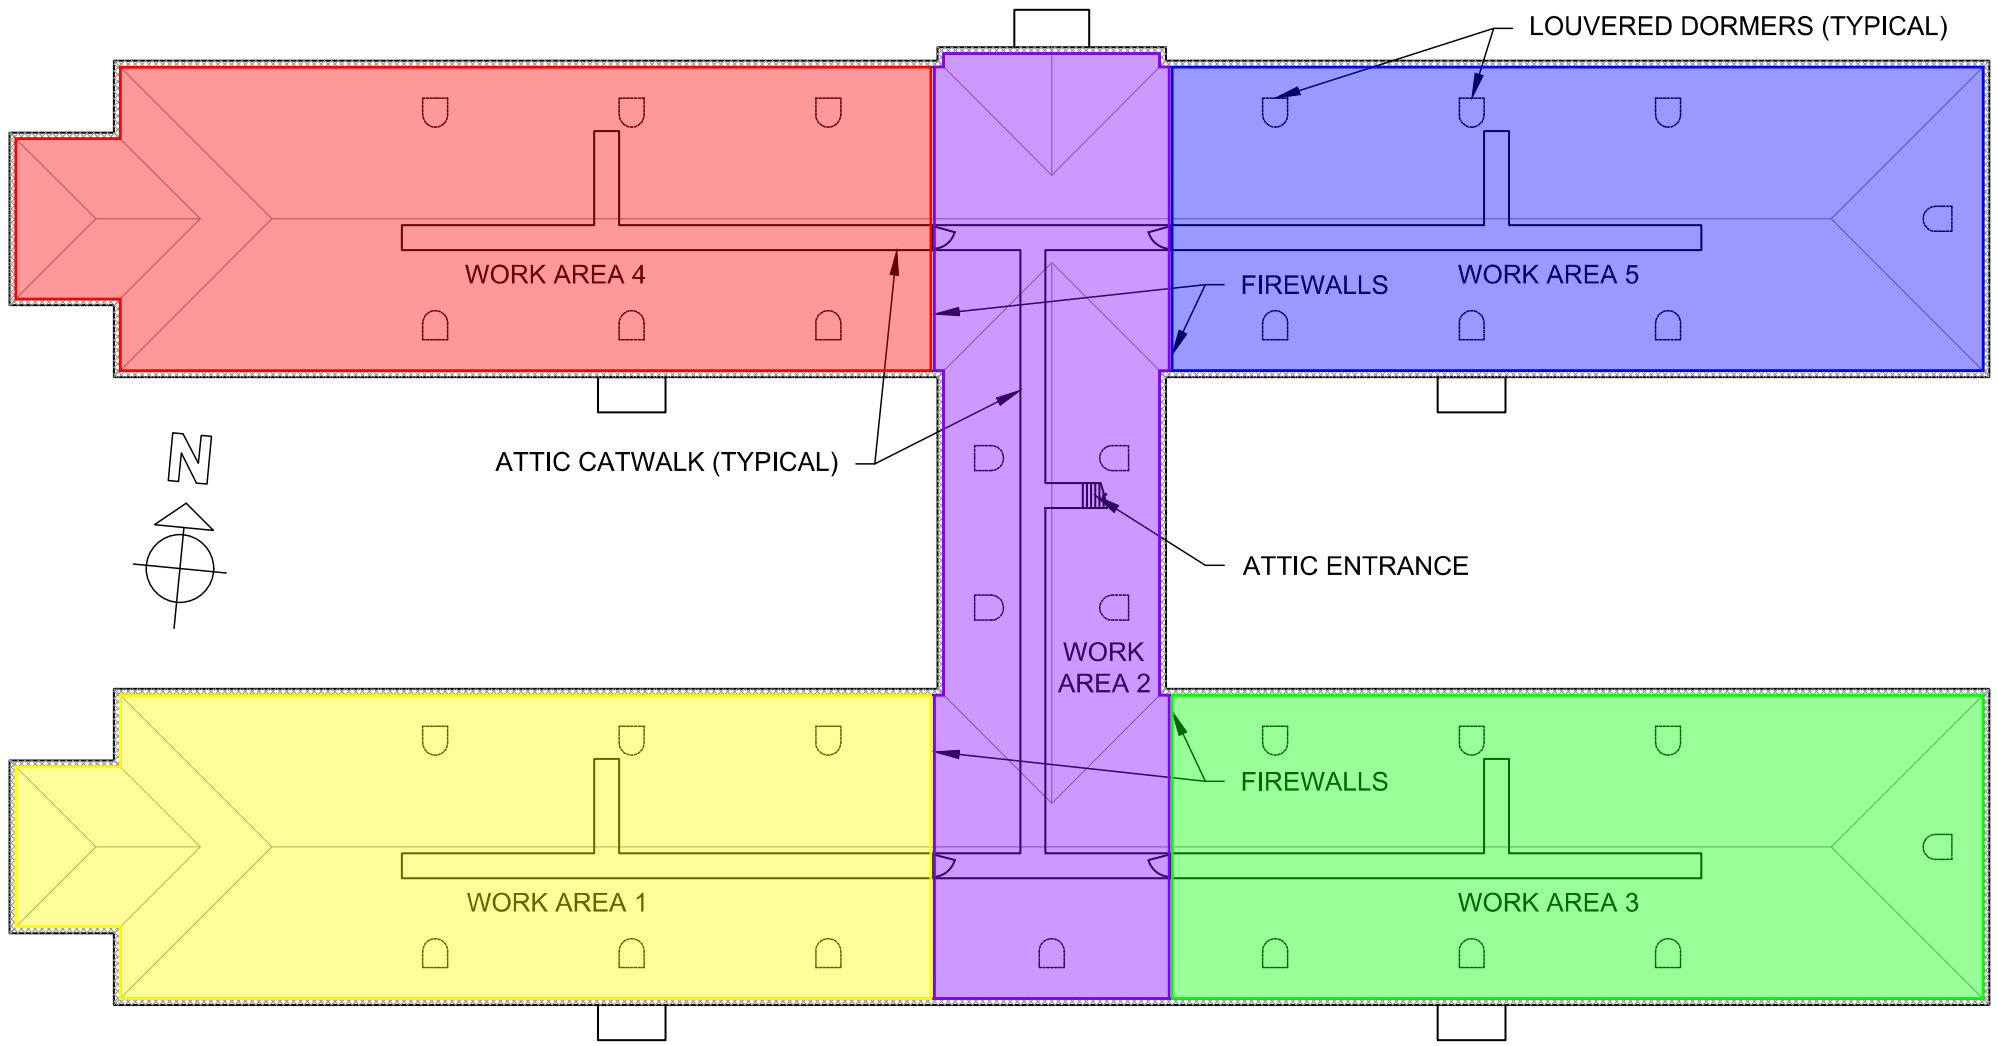 LOUVERED DORMERS (TYPICAL)
WORK AREA 4
FIREWALLS
WORK AREA 5
N
ATTIC CATWALK (TYPICAL)
ATTIC ENTRANCE
WORK
AREA 2
FIREWALLS
WORK AREA 1
WORK AREA 3